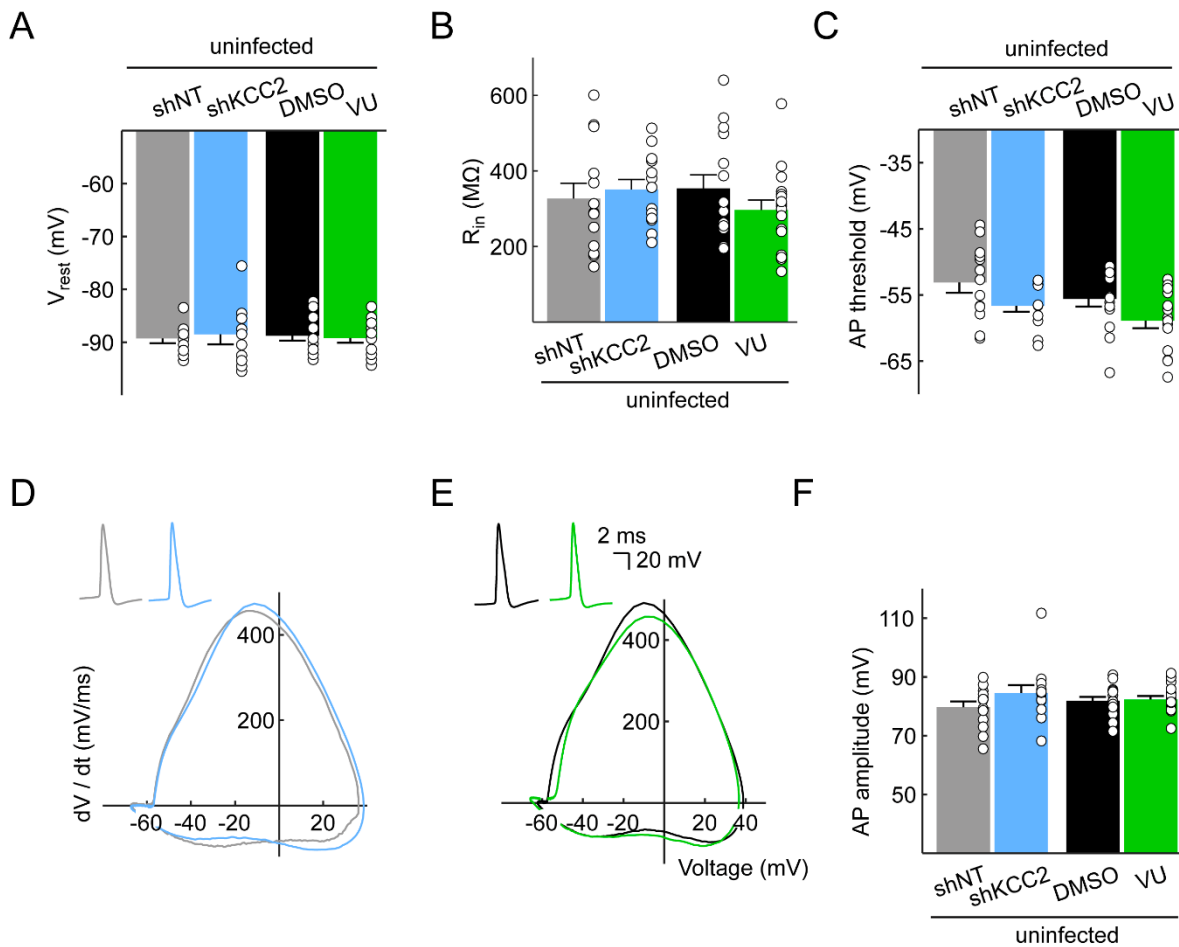 A
uninfected
shNT
shKCC2
DMSO
VU
-60
-70
-80
-90
Vrest (mV)
B
600
400
200
Rin (MΩ)
shNT
shKCC2
DMSO
VU
uninfected
C
uninfected
shNT
shKCC2
DMSO
VU
-35
-45
-55
-65
AP threshold (mV)
D
400
200
-60
-40
-20
20
dV / dt (mV/ms)
E
2 ms
20 mV
400
200
-60
-40
-20
20
40
Voltage (mV)
F
110
90
70
50
AP amplitude (mV)
shNT
shKCC2
DMSO
VU
uninfected